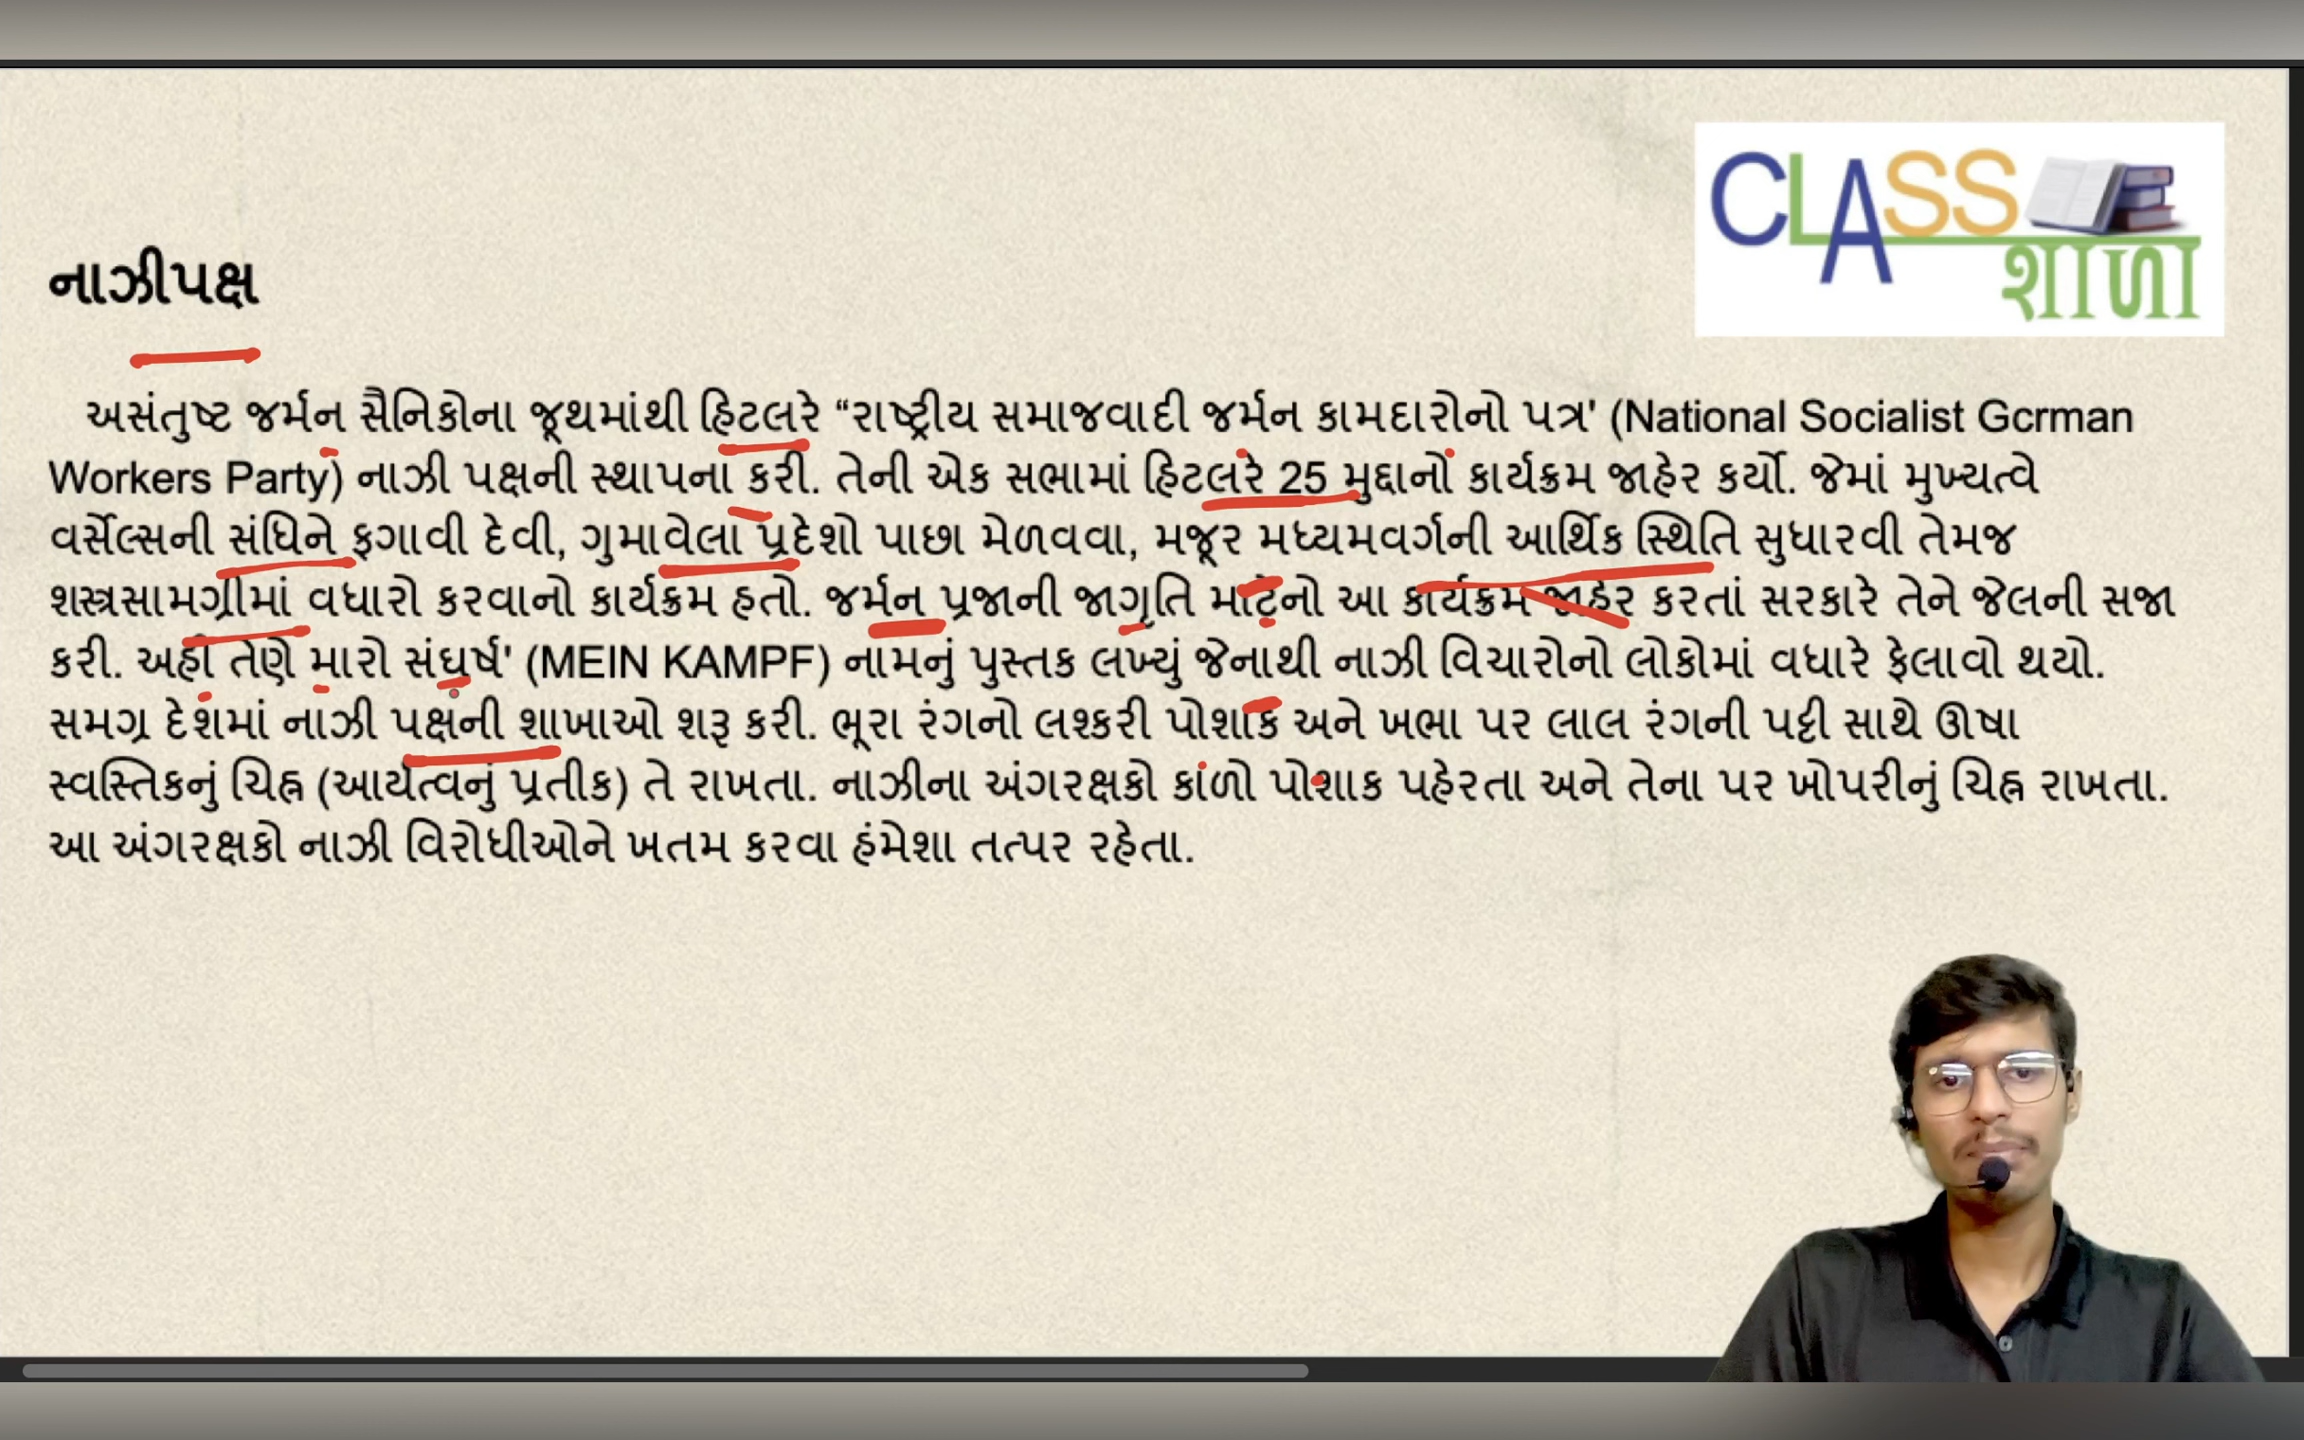 CLASS
શાળા
નાઝીપક્ષ
અસંતુષ્ટ જર્મન સૈનિકોના જૂથમાંથી હિટલરે “રાષ્ટ્રીય સમાજવાદી જર્મન કામદારોનો પત્ર' (National Socialist Gcrman
Workers Party) નાઝી પક્ષની સ્થાપના કરી. તેની એક સભામાં હિટલરે 25 મુદ્દાનો કાર્યક્રમ જાહેર કર્યો. જેમાં મુખ્યત્વે
વર્સેલ્સની સંધિને ફગાવી દેવી, ગુમાવેલા પ્રદેશો પાછા મેળવવા, મજૂર મધ્યમવર્ગની આર્થિક સ્થિતિ સુધારવી તેમજ
શસ્ત્રસામગ્રીમાં વધારો કરવાનો કાર્યક્રમ હતો. જર્મન પ્રજાની જાગૃતિ માટેનો આ કાર્યક્રમ જાહેર કરતાં સરકારે તેને જેલની સજા
કરી. અહીં તેણે મારો સંઘર્ષ' (MEIN KAMPF) નામનું પુસ્તક લખ્યું જેનાથી નાઝી વિચારોનો લોકોમાં વધારે ફેલાવો થયો.
સમગ્ર દેશમાં નાઝી પક્ષની શાખાઓ શરૂ કરી. ભૂરા રંગનો લશ્કરી પોશાક અને ખભા પર લાલ રંગની પટ્ટી સાથે ઊષા
સ્વસ્તિકનું ચિહ્ન (આર્યત્વનું પ્રતીક) તે રાખતા. નાઝીના અંગરક્ષકો કાળો પોશાક પહેરતા અને તેના પર ખોપરીનું ચિહ્ન રાખતા.
આ અંગરક્ષકો નાઝી વિરોધીઓને ખતમ કરવા હંમેશા તત્પર રહેતા.